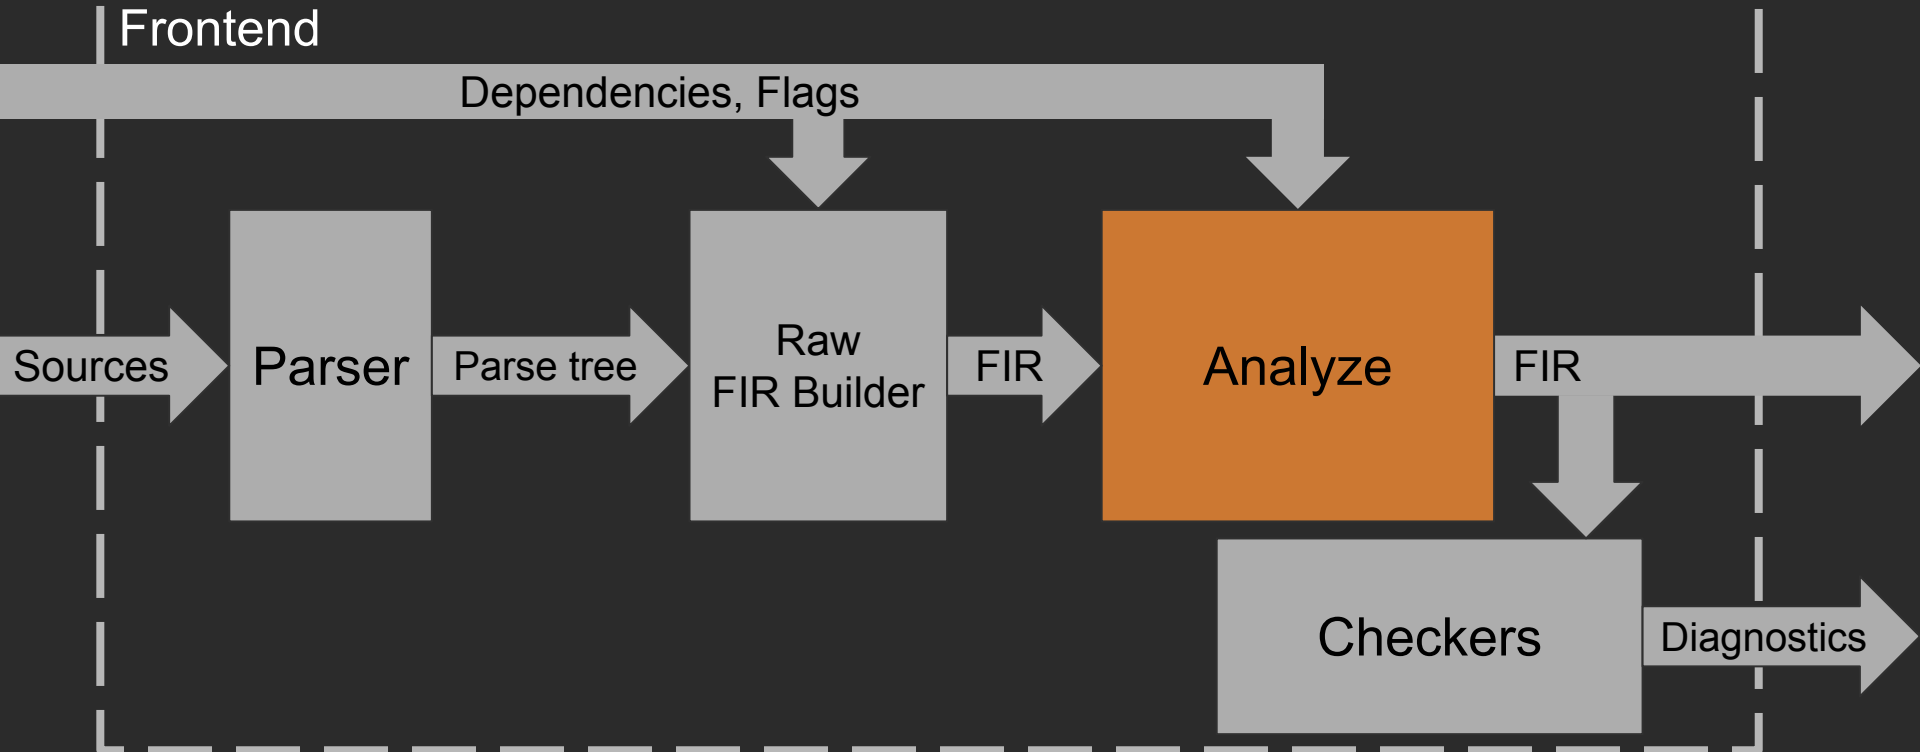 Frontend
Dependencies, Flags
Sources
Parser
Parse tree
Raw
FIR Builder
FIR
Analyze
FIR
Checkers
Diagnostics